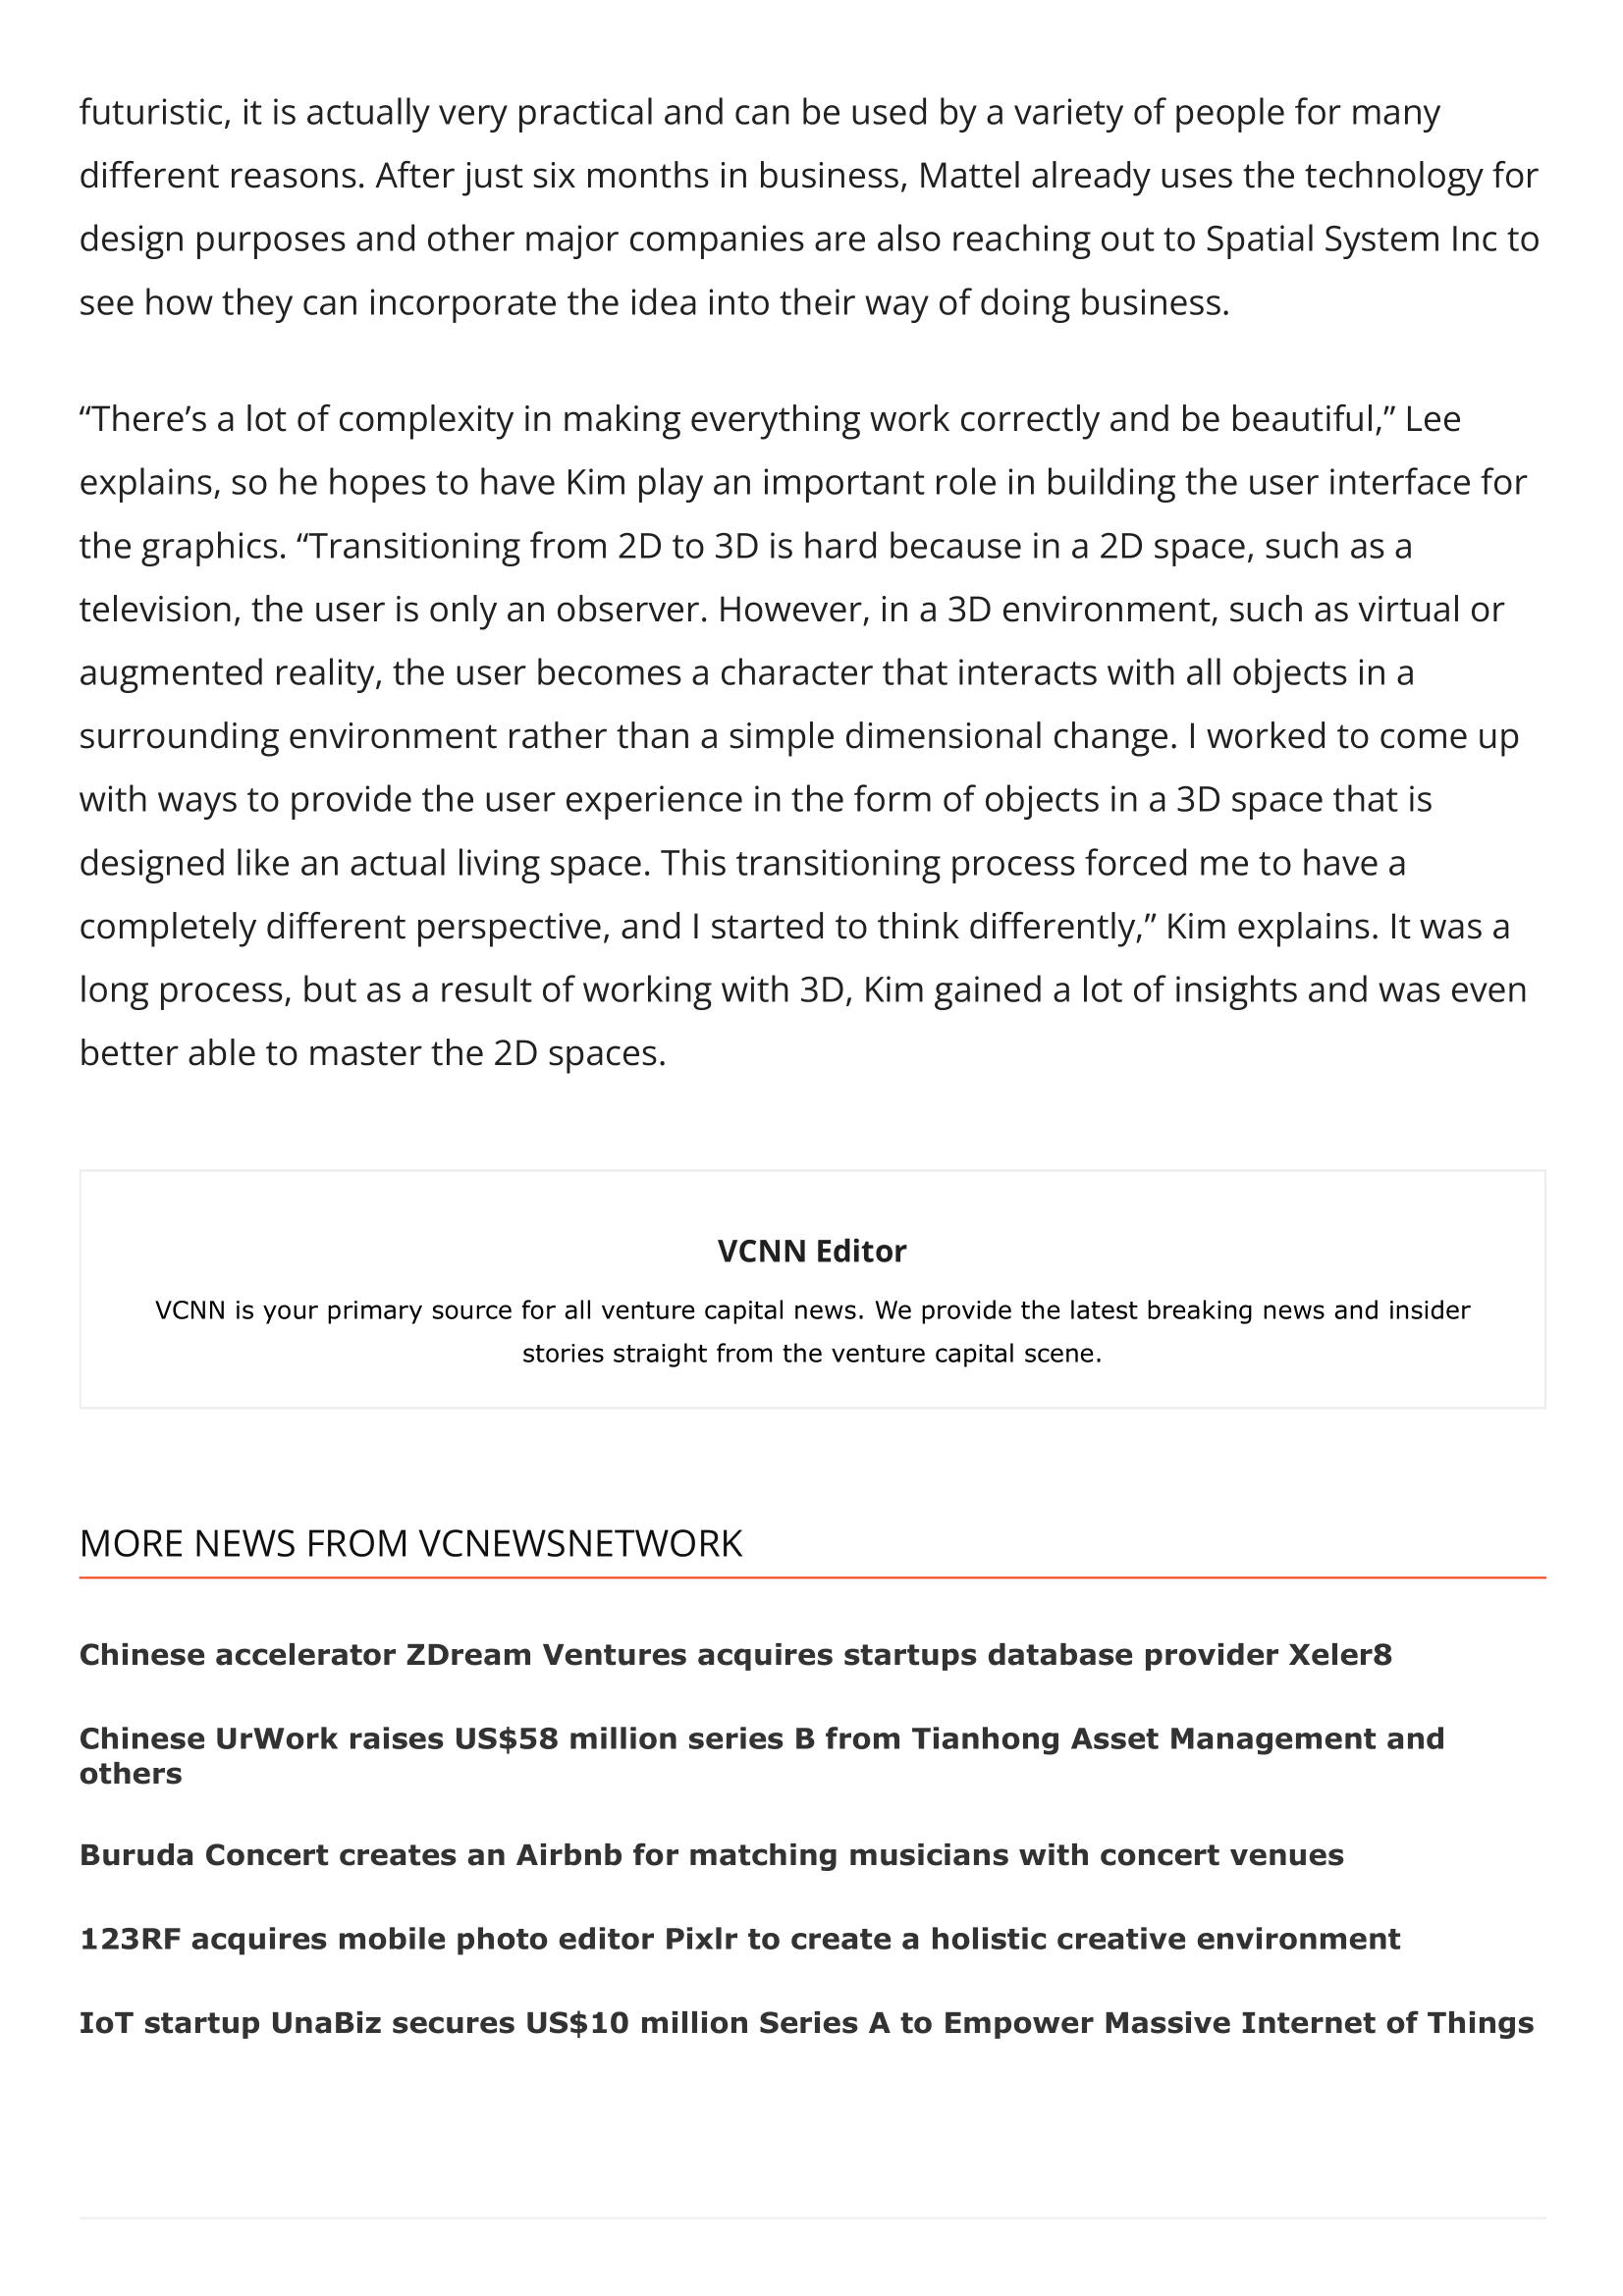 futuristic, it is actually very practical and can be used by a variety of people for many
different reasons. After just six months in business, Mattel already uses the technology for
design purposes and other major companies are also reaching out to Spatial System Inc to
see how they can incorporate the idea into their way of doing business.
“There’s a lot of complexity in making everything work correctly and be beautiful,” Lee
explains, so he hopes to have Kim play an important role in building the user interface for
the graphics. “Transitioning from 2D to 3D is hard because in a 2D space, such as a
television, the user is only an observer. However, in a 3D environment, such as virtual or
augmented reality, the user becomes a character that interacts with all objects in a
surrounding environment rather than a simple dimensional change. I worked to come up
with ways to provide the user experience in the form of objects in a 3D space that is
designed like an actual living space. This transitioning process forced me to have a
completely different perspective, and I started to think differently,” Kim explains. It was a
long process, but as a result of working with 3D, Kim gained a lot of insights and was even
better able to master the 2D spaces.
VCNN Editor
VCNN is your primary source for all venture capital news. We provide the latest breaking news and insider
stories straight from the venture capital scene.
MORE NEWS FROM VCNEWSNETWORK
Chinese accelerator ZDream Ventures acquires startups database provider Xeler8
Chinese UrWork raises US$58 million series B from Tianhong Asset Management and
others
Buruda Concert creates an Airbnb for matching musicians with concert venues
123RF acquires mobile photo editor Pixlr to create a holistic creative environment
IoT startup UnaBiz secures US$10 million Series A to Empower Massive Internet of Things